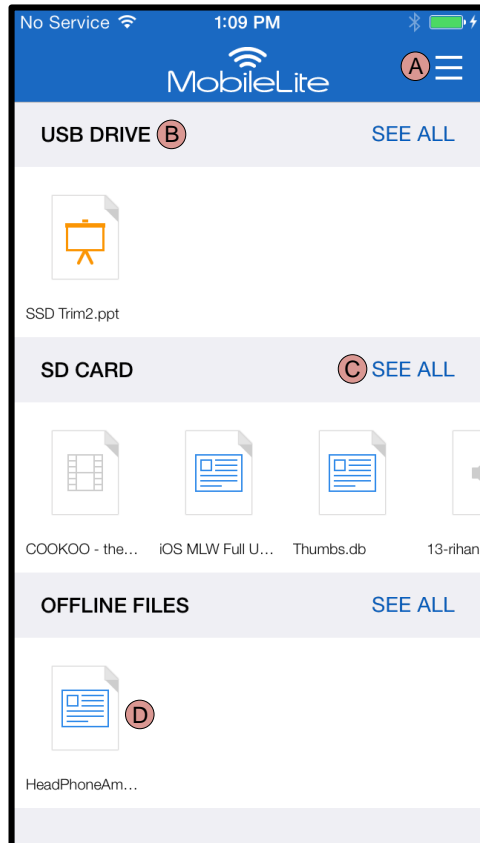 No Service 1:09 PM
MobileLite A
USB DRIVE B SEE ALL
SSD Trim2.ppt
SD CARD C SEE ALL
COOKOO - the... iOS MLW Full U... Thumbs.db 13-rihan
OFFLINE FILES SEE ALL
D
HeadPhoneAm...